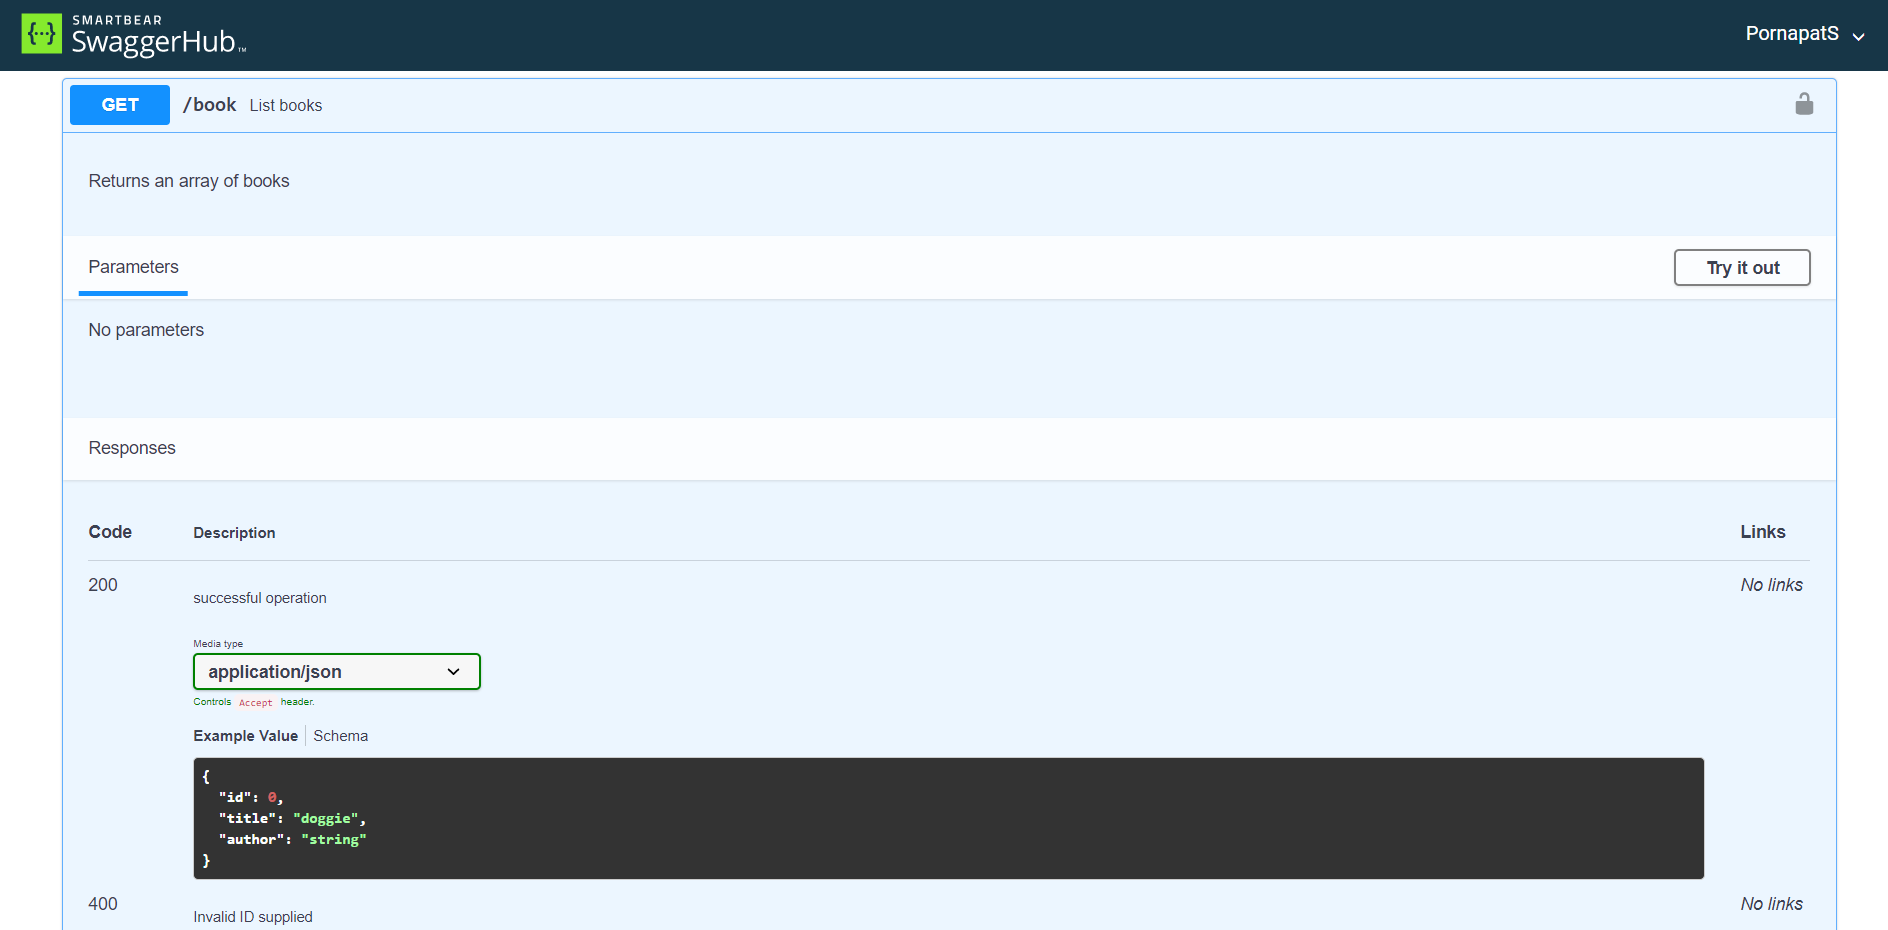 SMARTBEAR
SwaggerHub™
PornapatS
GET /book List books
Returns an array of books
Parameters
Try it out
No parameters
Responses
Code Description Links
200 No links
successful operation
Media type
application/json
Controls Accept header.
Example Value Schema
{
"id": 0,
"title": "doggie",
"author": "string"
}
400 No links
Invalid ID supplied